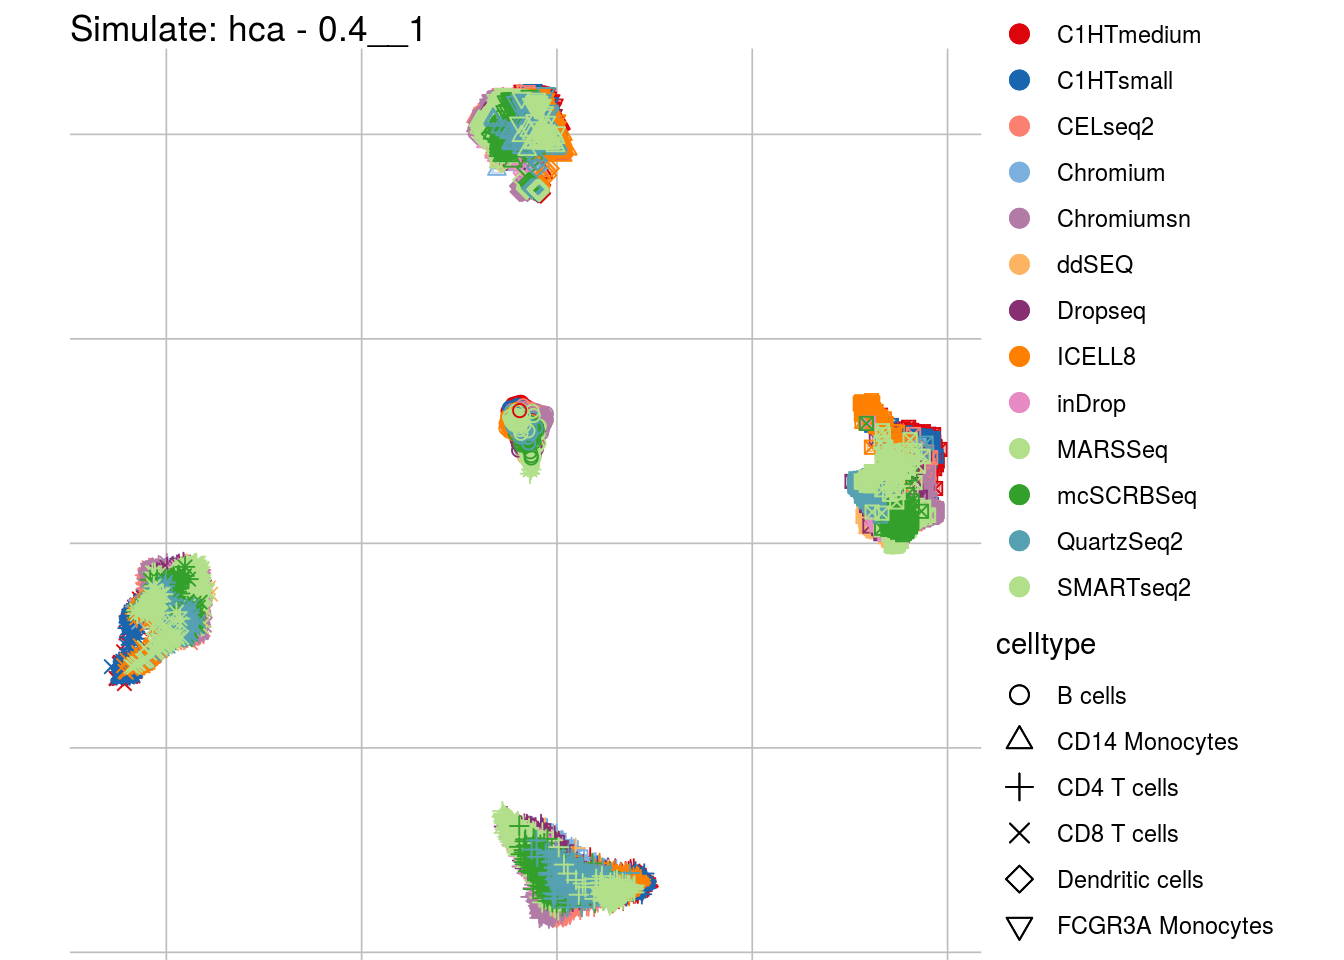 Simulate: hca - 0.4__1
C1HTmedium
C1HTsmall
CELseq2
Chromium
Chromiumsn
ddSEQ
Dropseq
ICELL8
inDrop
MARSSeq
mcSCRBSeq
QuartzSeq2
SMARTseq2
celltype
B cells
CD14 Monocytes
CD4 T cells
CD8 T cells
Dendritic cells
FCGR3A Monocytes